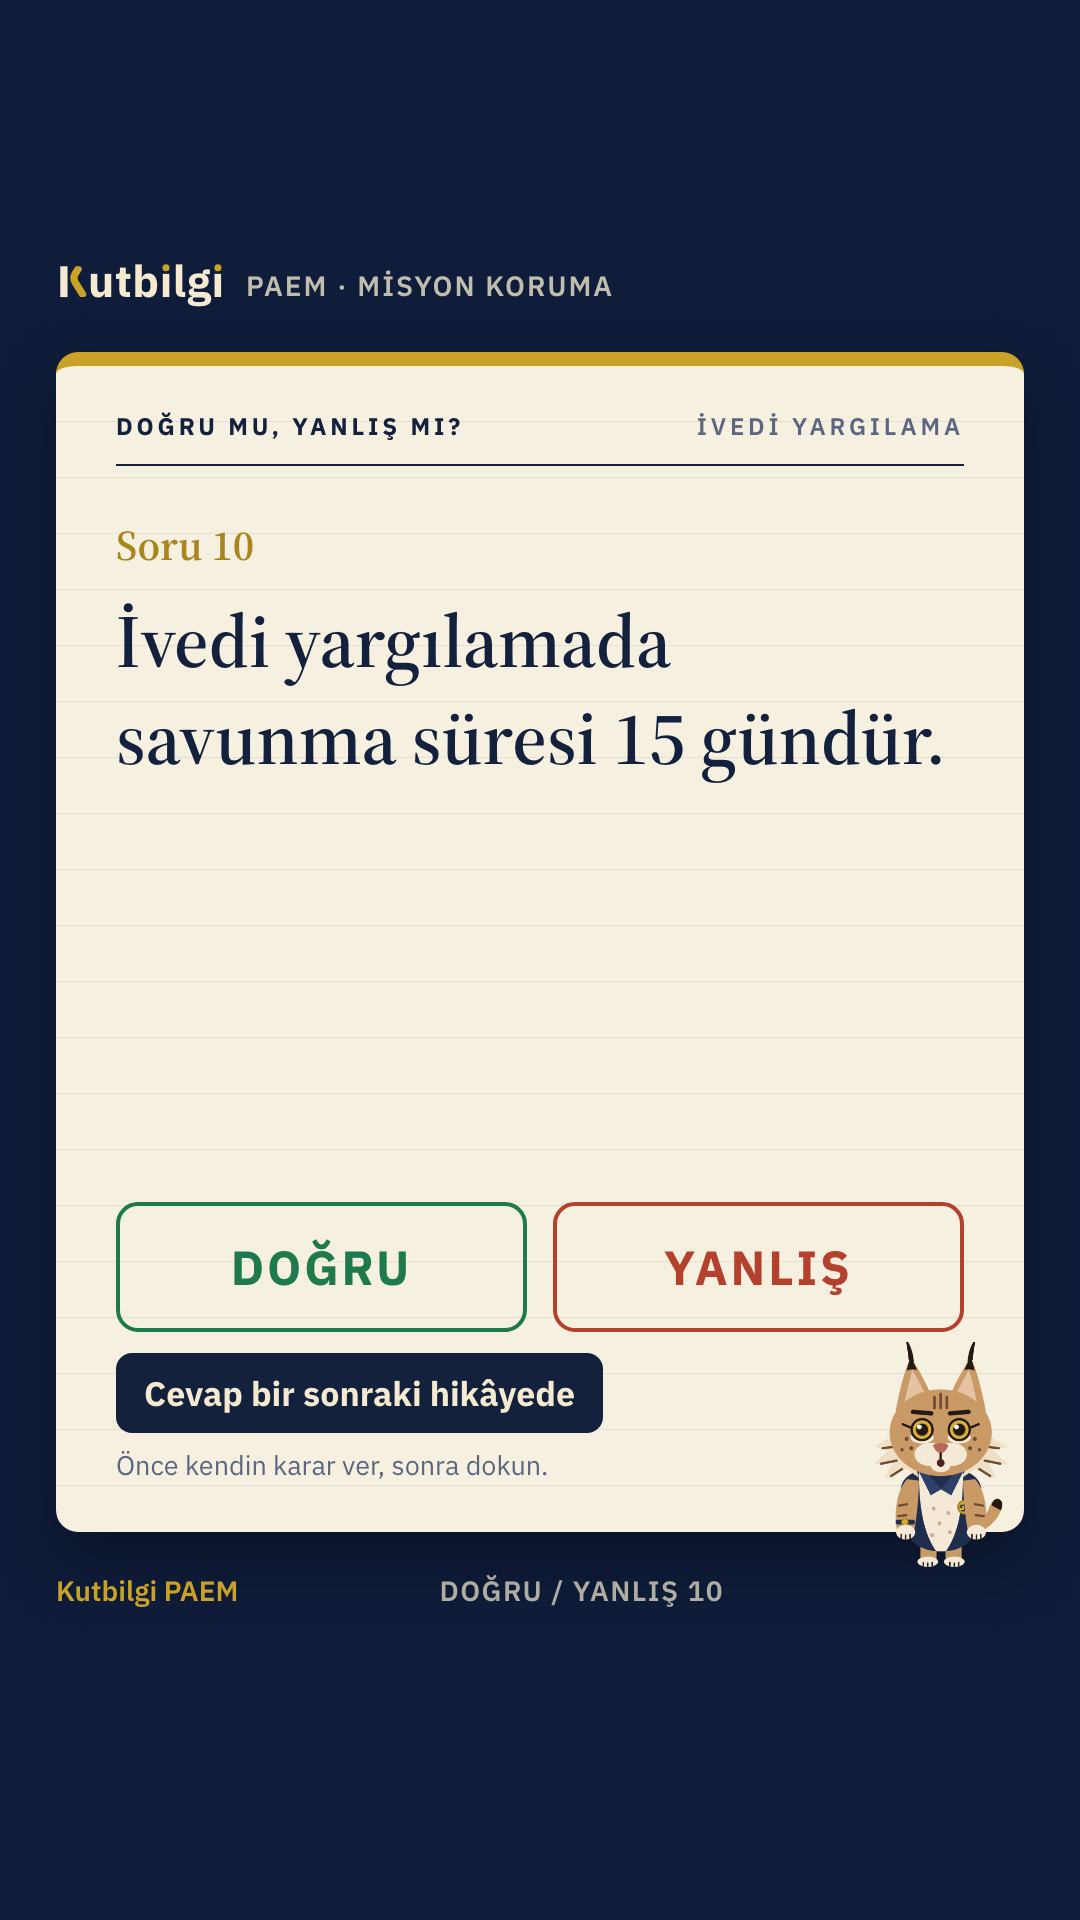 Kutbilgi PAEM · MİSYON KORUMA
DOĞRU MU, YANLIŞ MI? İVEDİ YARGILAMA
Soru 10
İvedi yargılamada
savunma süresi 15 gündür.
DOĞRU YANLIŞ
Cevap bir sonraki hikâyede
Önce kendin karar ver, sonra dokun.
Kutbilgi PAEM DOĞRU / YANLIŞ 10